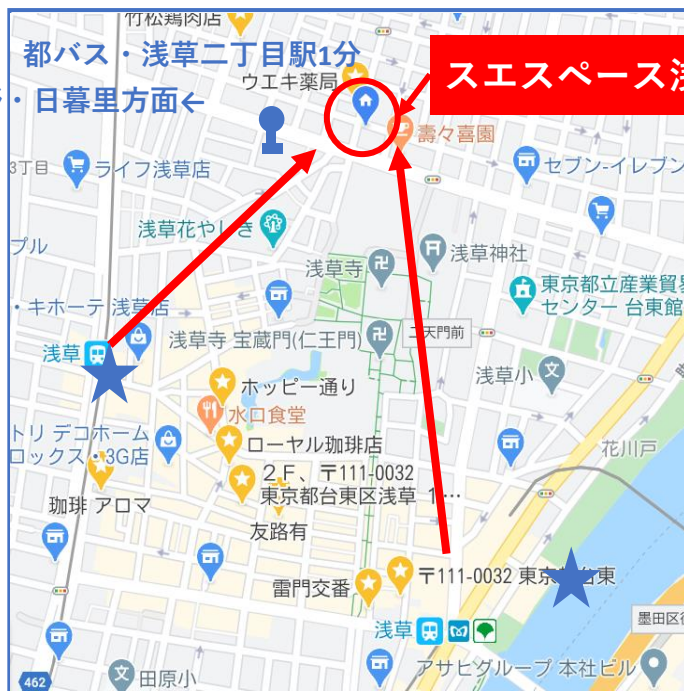 竹松鶏肉店
都バス・浅草二丁目駅1分
ウエキ薬局
・日暮里方面←
スエスペース浅
壽々喜園
3丁目
ライフ浅草店
セブン-イレブン
浅草花やしき
プル
浅草寺
浅草神社
東京都立産業貿易
センター 台東館
・キホーテ 浅草店
浅草寺 宝蔵門(仁王門)
二天門前
浅草
浅草小
ホッピー通り
水口食堂
トリ デコホーム
ロックス・3G店
ローヤル珈琲店
花川戸
２Ｆ、〒111-0032
東京都台東区浅草 1…
珈琲 アロマ
友路有
雷門交番
〒111-0032 東京都台東
墨田区役
浅草
アサヒグループ 本社ビル
462
田原小